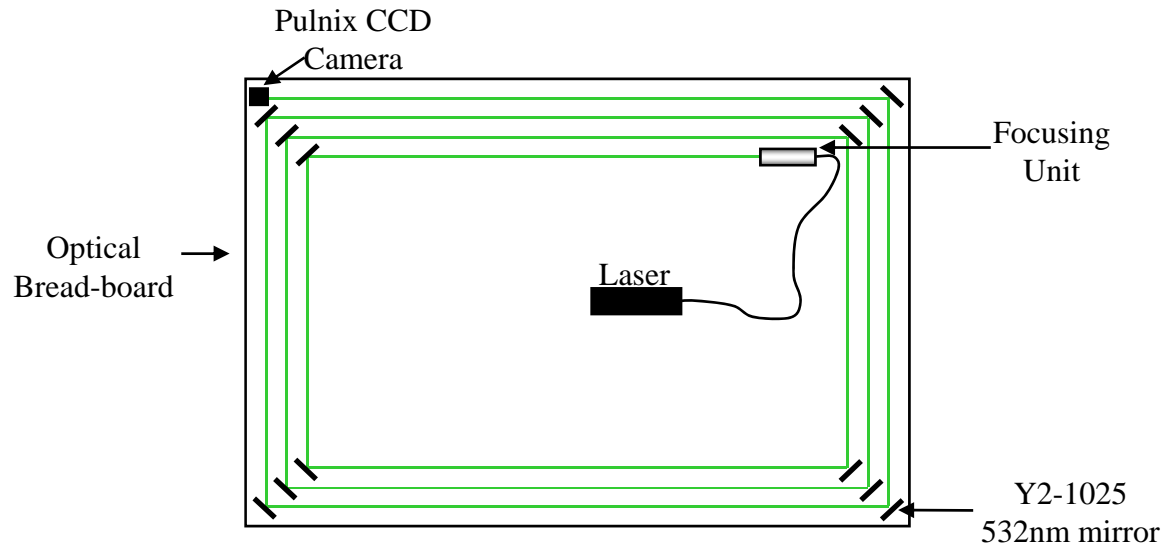 Pulnix CCD
Camera
Focusing
Unit
Optical
Bread-board
Laser
Y2-1025
532nm mirror